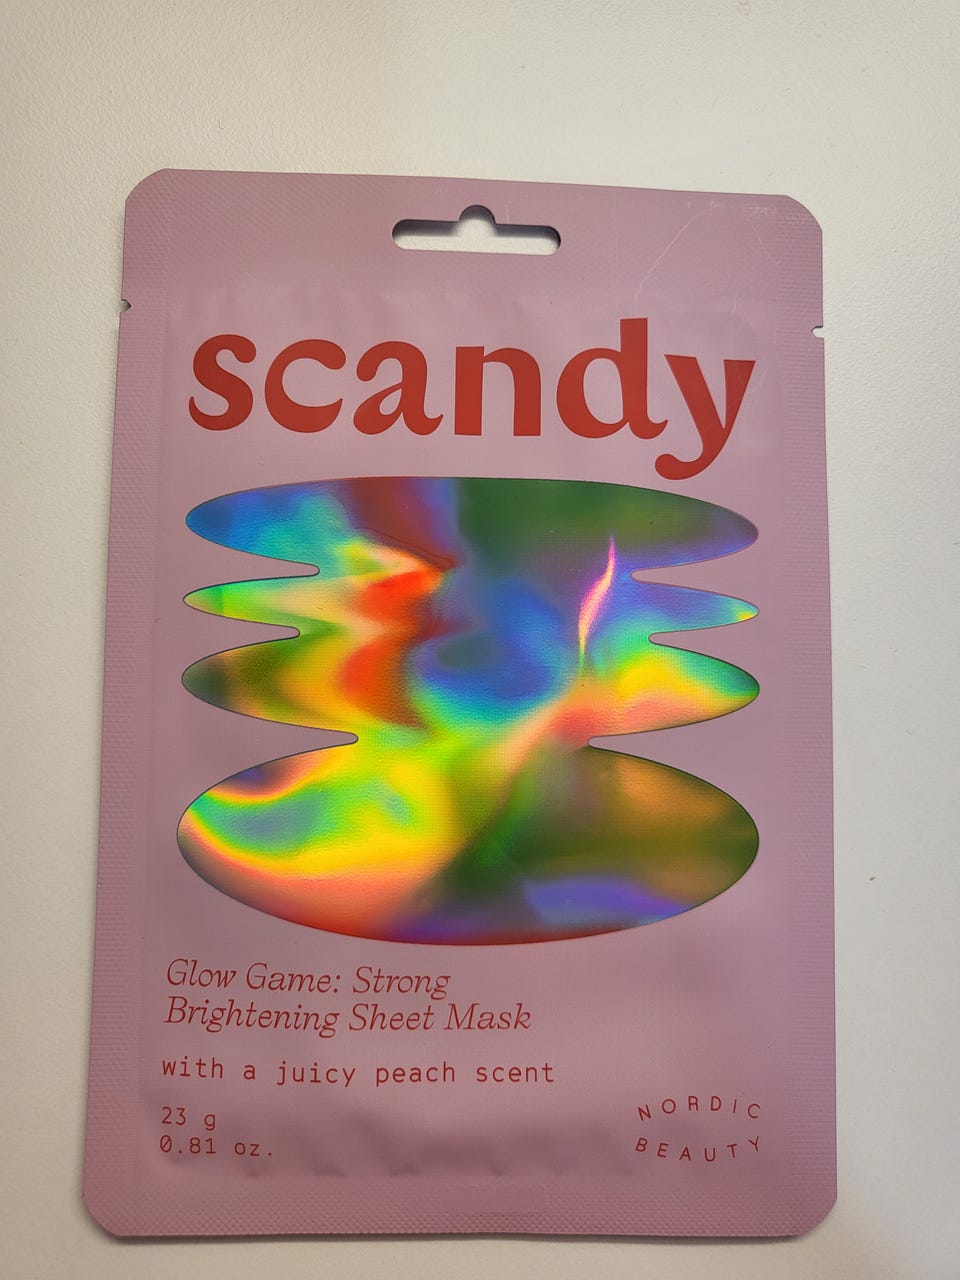 scandy
Glow Game: Strong
Brightening Sheet Mask
with a juicy peach scent
23 g
0.81 oz.
NORDIC
BEAUTY